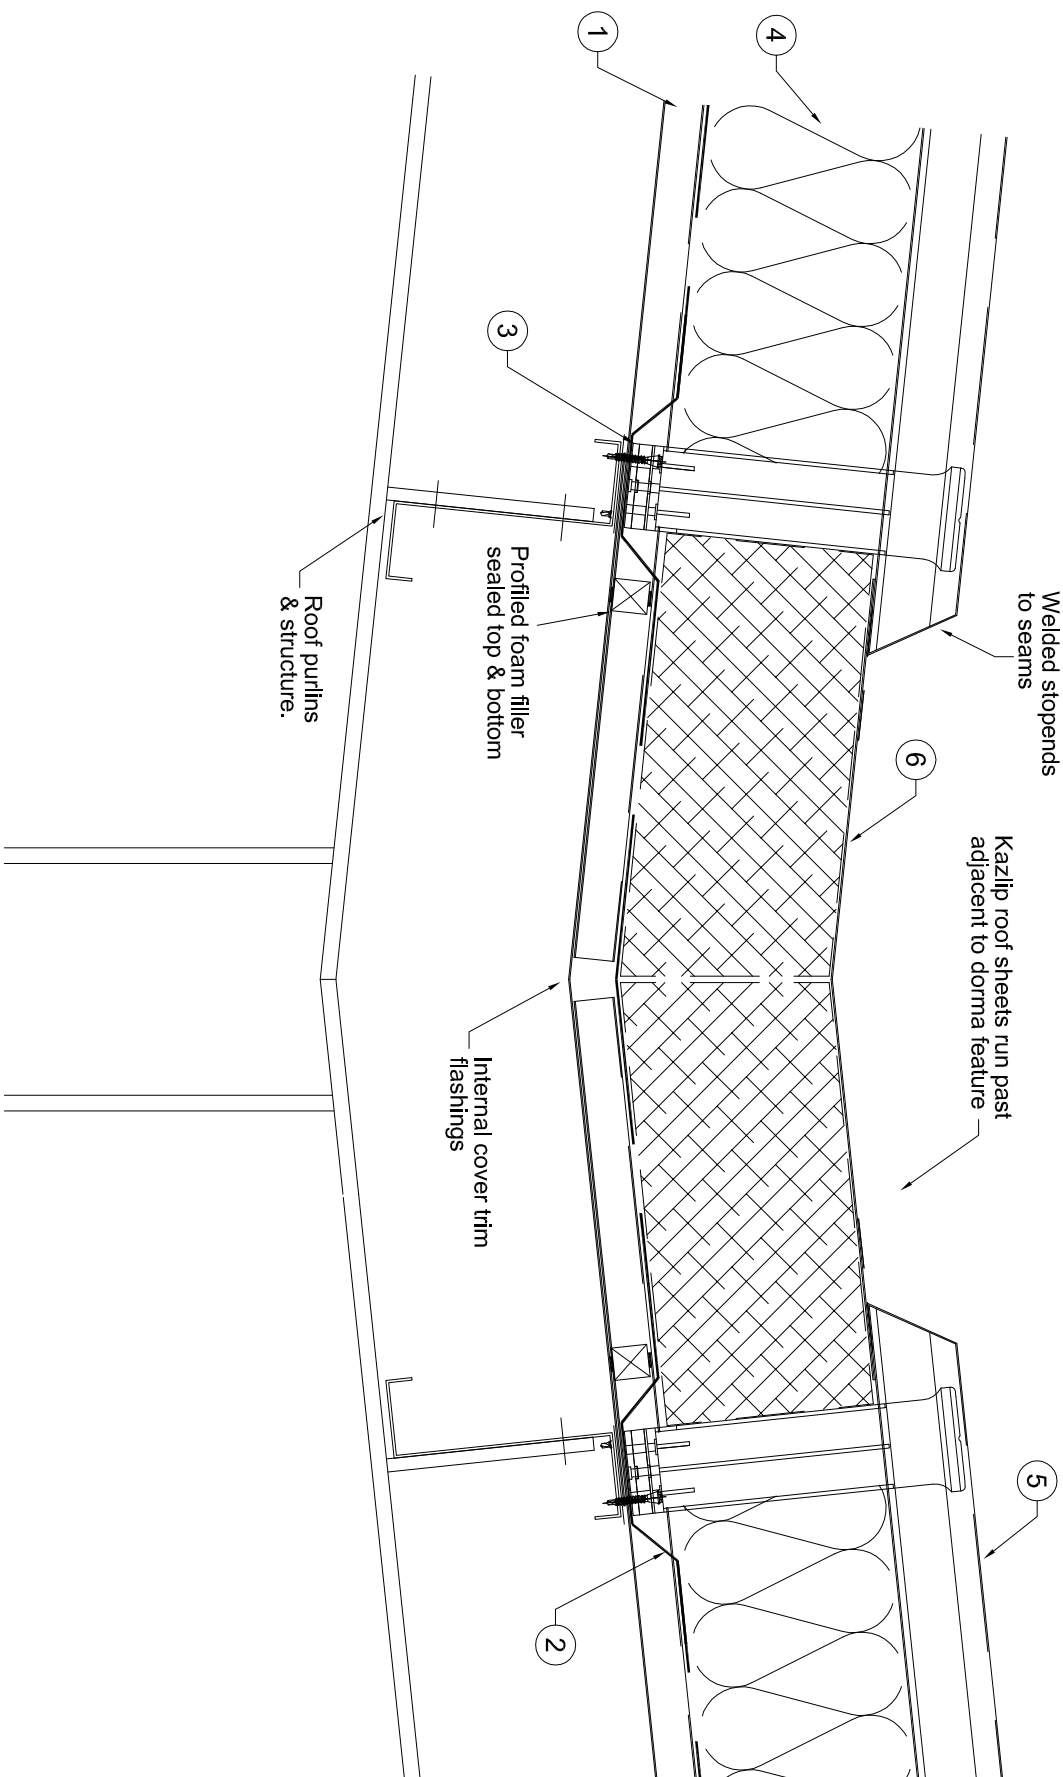 Welded stopends
to seams
Kazlip roof sheets run past
adjacent to dorma feature
4
1
3
6
5
2
Profiled foam filler
sealed top & bottom
Internal cover trim
flashings
Roof purlins
& structure.